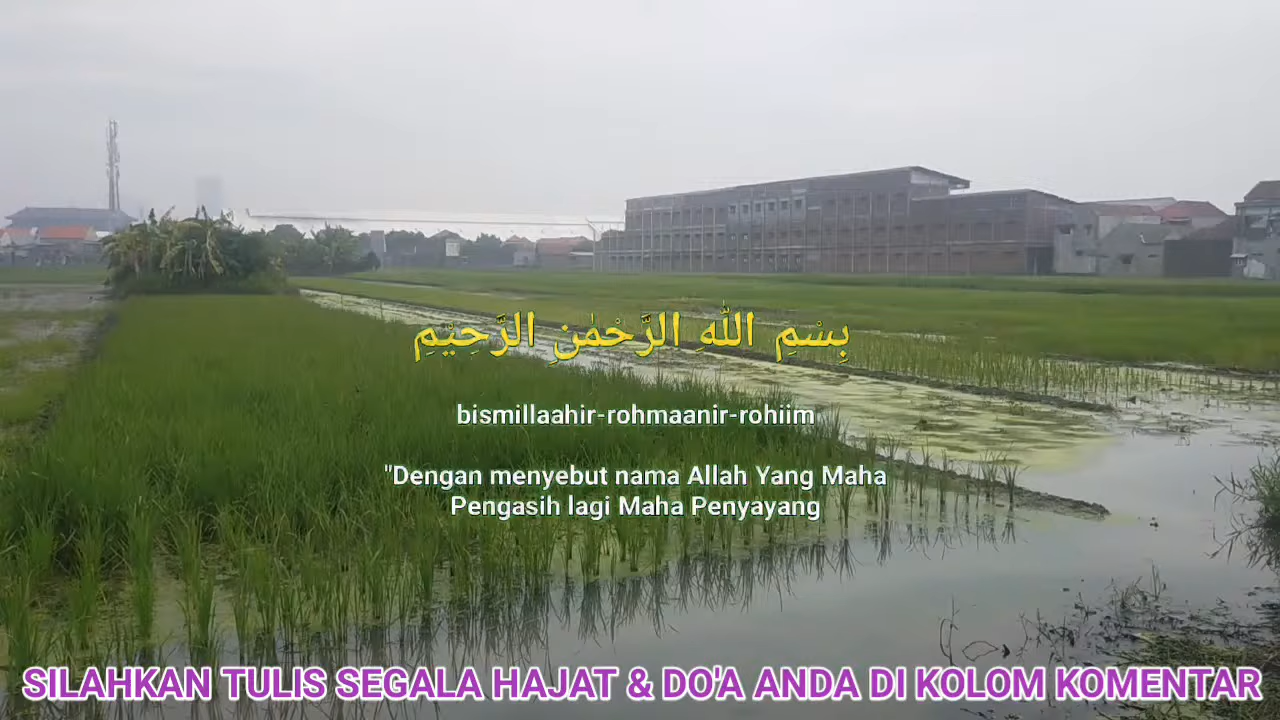 بِسْمِ اللّٰهِ الرَّحْمٰنِ الرَّحِيْمِ
bismillaahir-rohmaanir-rohiim
"Dengan menyebut nama Allah Yang Maha
Pengasih lagi Maha Penyayang
SILAHKAN TULIS SEGALA HAJAT & DO'A ANDA DI KOLOM KOMENTAR